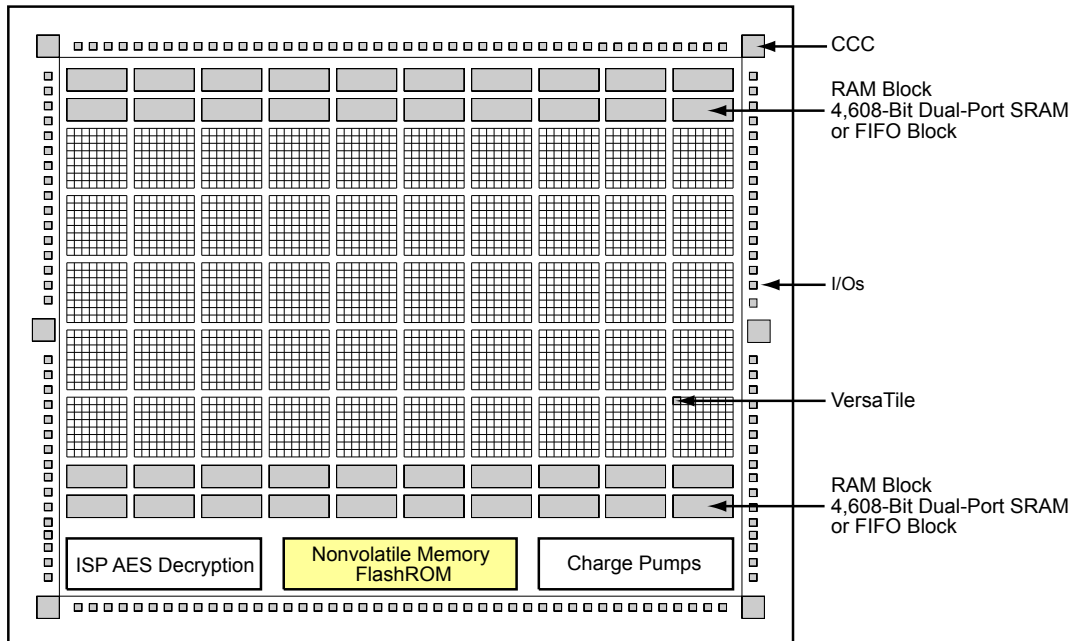 CCC
RAM Block
4,608-Bit Dual-Port SRAM
or FIFO Block
I/Os
VersaTile
RAM Block
4,608-Bit Dual-Port SRAM
or FIFO Block
ISP AES Decryption
Nonvolatile Memory
FlashROM
Charge Pumps